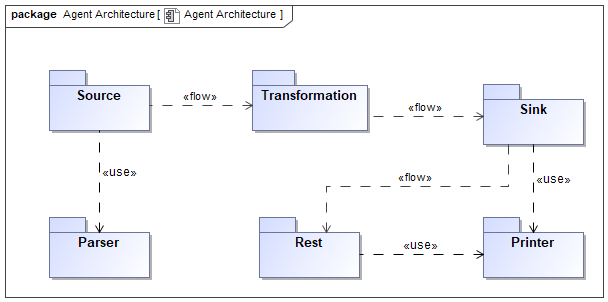 package Agent Architecture [ Agent Architecture ]
Source
«flow»
Transformation
«flow»
Sink
«use»
«flow»
«use»
Parser
Rest
«use»
Printer